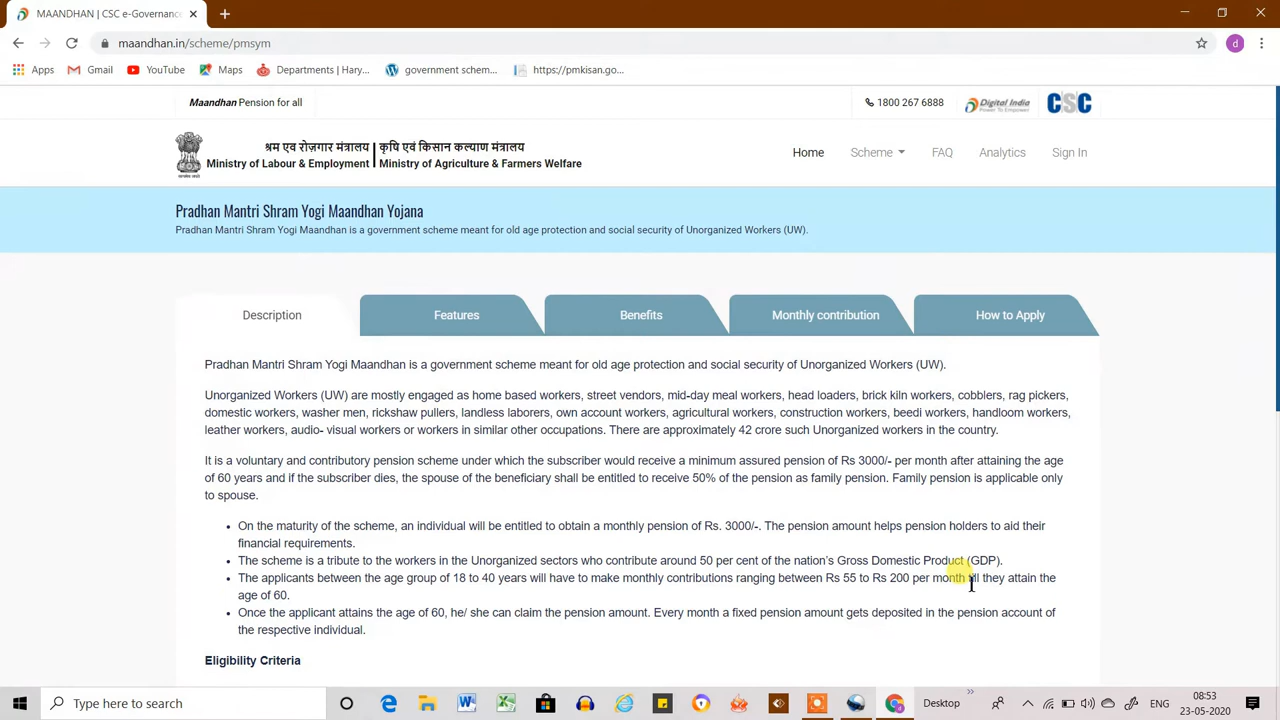 MAANDHAN | CSC e-Governance
maandhan.in/scheme/pmsym
d
Apps
Gmail
YouTube
Maps
Departments | Hary...
government schem...
https://pmkisan.go...
Maandhan Pension for all
1800 267 6888
Digital India
Power To Empower
CSC
श्रम एवं रोज़गार मंत्रालय
कृषि एवं किसान कल्याण मंत्रालय
Ministry of Labour & Employment
Ministry of Agriculture & Farmers Welfare
सत्यमेव जयते
Home
Scheme
FAQ
Analytics
Sign In
Pradhan Mantri Shram Yogi Maandhan Yojana
Pradhan Mantri Shram Yogi Maandhan is a government scheme meant for old age protection and social security of Unorganized Workers (UW).
Description
Features
Benefits
Monthly contribution
How to Apply
Pradhan Mantri Shram Yogi Maandhan is a government scheme meant for old age protection and social security of Unorganized Workers (UW).
Unorganized Workers (UW) are mostly engaged as home based workers, street vendors, mid-day meal workers, head loaders, brick kiln workers, cobblers, rag pickers,
domestic workers, washer men, rickshaw pullers, landless laborers, own account workers, agricultural workers, construction workers, beedi workers, handloom workers,
leather workers, audio- visual workers or workers in similar other occupations. There are approximately 42 crore such Unorganized workers in the country.
It is a voluntary and contributory pension scheme under which the subscriber would receive a minimum assured pension of Rs 3000/- per month after attaining the age
of 60 years and if the subscriber dies, the spouse of the beneficiary shall be entitled to receive 50% of the pension as family pension. Family pension is applicable only
to spouse.
• On the maturity of the scheme, an individual will be entitled to obtain a monthly pension of Rs. 3000/-. The pension amount helps pension holders to aid their
financial requirements.
• The scheme is a tribute to the workers in the Unorganized sectors who contribute around 50 per cent of the nation's Gross Domestic Product (GDP).
• The applicants between the age group of 18 to 40 years will have to make monthly contributions ranging between Rs 55 to Rs 200 per month till they attain the
age of 60.
• Once the applicant attains the age of 60, he/ she can claim the pension amount. Every month a fixed pension amount gets deposited in the pension account of
the respective individual.
Eligibility Criteria
Type here to search
Desktop
ENG
08:53
23-05-2020